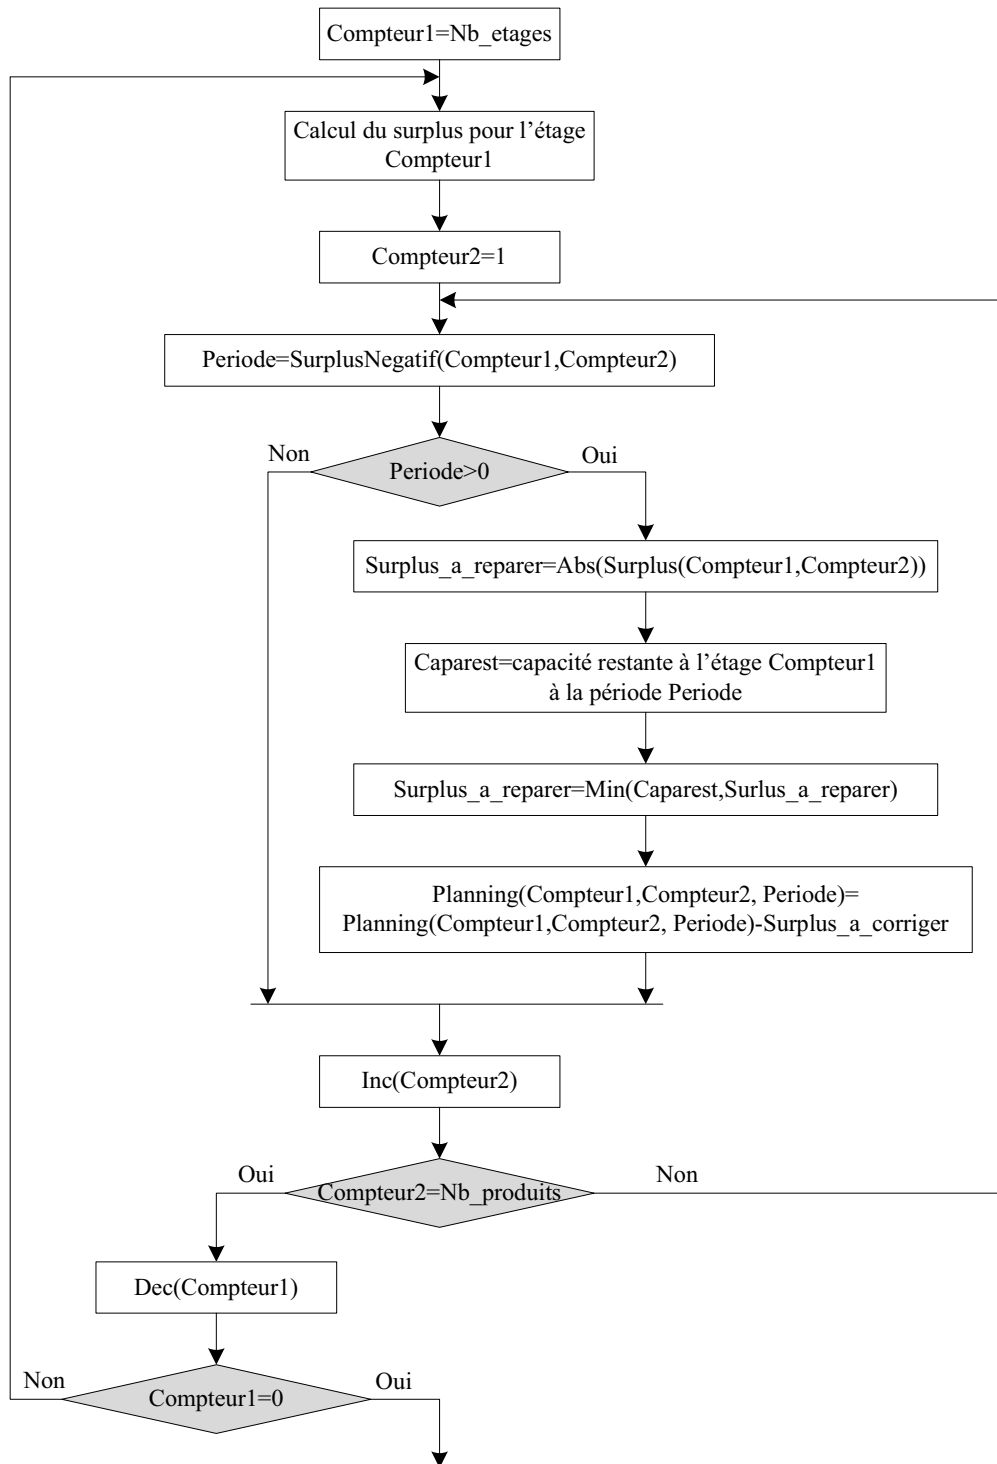 Compteur1=Nb_etages
Calcul du surplus pour l'étage
Compteur1
Compteur2=1
Periode=SurplusNegatif(Compteur1,Compteur2)
Non
Oui
Periode>0
Surplus_a_reparer=Abs(Surplus(Compteur1,Compteur2))
Caparest=capacité restante à l'étage Compteur1
à la période Periode
Surplus_a_reparer=Min(Caparest,Surlus_a_reparer)
Planning(Compteur1,Compteur2, Periode)=
Planning(Compteur1,Compteur2, Periode)-Surplus_a_corriger
Inc(Compteur2)
Oui
Non
Compteur2=Nb_produits
Dec(Compteur1)
Non
Oui
Compteur1=0